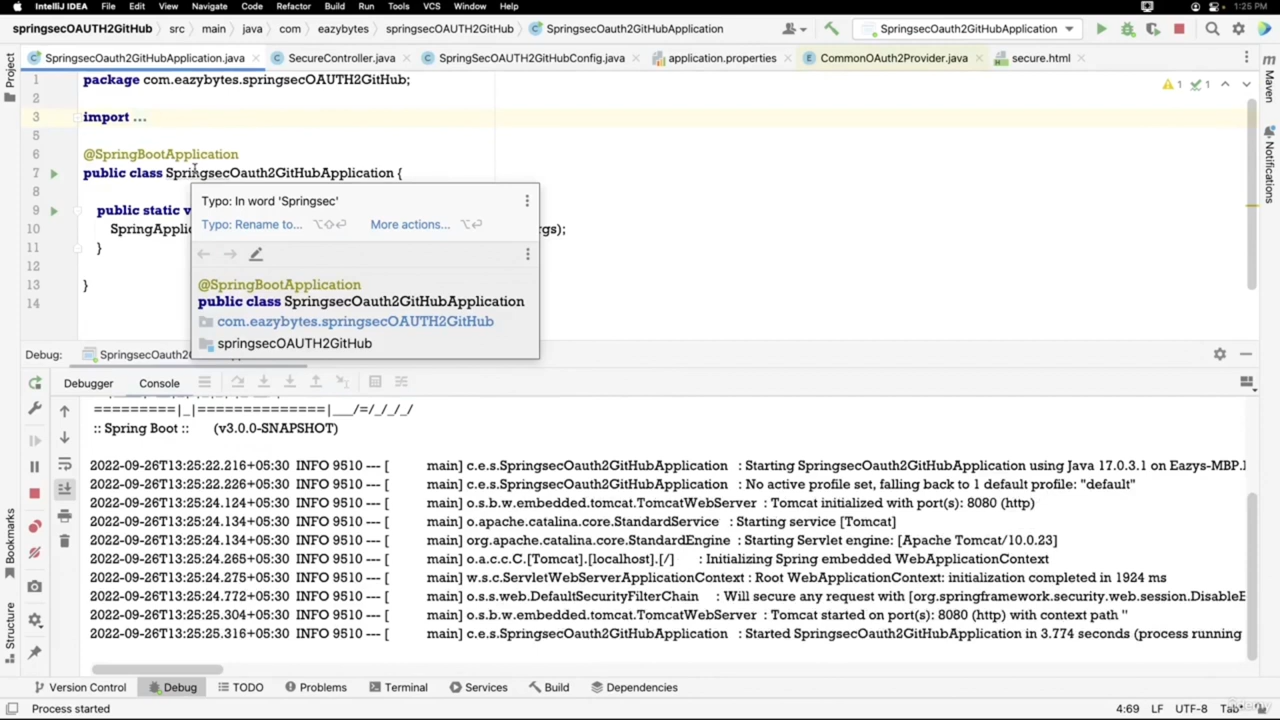 IntelliJ IDEA File Edit View Navigate Code Refactor Build Run Tools VCS Window Help 1:25 PM
springsecOAUTH2GitHub src main java com eazybytes springsecOAUTH2GitHub SpringsecOauth2GitHubApplication SpringsecOauth2GitHubApplication
SpringsecOauth2GitHubApplication.java SecureController.java SpringSecOAUTH2GitHubConfig.java application.properties CommonOAuth2Provider.java secure.html
Project
Maven
Notifications
1 package com.eazybytes.springsecOAUTH2GitHub; 1 1
2
3 import ...
5
6 @SpringBootApplication
7 public class SpringsecOauth2GitHubApplication {
8
9 public static v
10 SpringApplic gs);
11 }
12
13 }
14
Typo: In word 'Springsec'
Typo: Rename to... ⌥⇧⏎ More actions... ⌥⏎
@SpringBootApplication
public class SpringsecOauth2GitHubApplication
com.eazybytes.springsecOAUTH2GitHub
springsecOAUTH2GitHub
Debug: SpringsecOauth2
Debugger Console
=========|_|==============|___/=/_/_/_/
:: Spring Boot :: (v3.0.0-SNAPSHOT)
2022-09-26T13:25:22.216+05:30 INFO 9510 --- [ main] c.e.s.SpringsecOauth2GitHubApplication : Starting SpringsecOauth2GitHubApplication using Java 17.0.3.1 on Eazys-MBP.
2022-09-26T13:25:22.226+05:30 INFO 9510 --- [ main] c.e.s.SpringsecOauth2GitHubApplication : No active profile set, falling back to 1 default profile: "default"
2022-09-26T13:25:24.124+05:30 INFO 9510 --- [ main] o.s.b.w.embedded.tomcat.TomcatWebServer : Tomcat initialized with port(s): 8080 (http)
2022-09-26T13:25:24.134+05:30 INFO 9510 --- [ main] o.apache.catalina.core.StandardService : Starting service [Tomcat]
2022-09-26T13:25:24.134+05:30 INFO 9510 --- [ main] org.apache.catalina.core.StandardEngine : Starting Servlet engine: [Apache Tomcat/10.0.23]
2022-09-26T13:25:24.265+05:30 INFO 9510 --- [ main] o.a.c.c.C.[Tomcat].[localhost].[/] : Initializing Spring embedded WebApplicationContext
2022-09-26T13:25:24.275+05:30 INFO 9510 --- [ main] w.s.c.ServletWebServerApplicationContext : Root WebApplicationContext: initialization completed in 1924 ms
2022-09-26T13:25:24.772+05:30 INFO 9510 --- [ main] o.s.s.web.DefaultSecurityFilterChain : Will secure any request with [org.springframework.security.web.session.DisableE
2022-09-26T13:25:25.304+05:30 INFO 9510 --- [ main] o.s.b.w.embedded.tomcat.TomcatWebServer : Tomcat started on port(s): 8080 (http) with context path ''
2022-09-26T13:25:25.316+05:30 INFO 9510 --- [ main] c.e.s.SpringsecOauth2GitHubApplication : Started SpringsecOauth2GitHubApplication in 3.774 seconds (process running
Bookmarks
Structure
Version Control Debug TODO Problems Terminal Services Build Dependencies
Process started 4:69 LF UTF-8 Tab*
Udemy